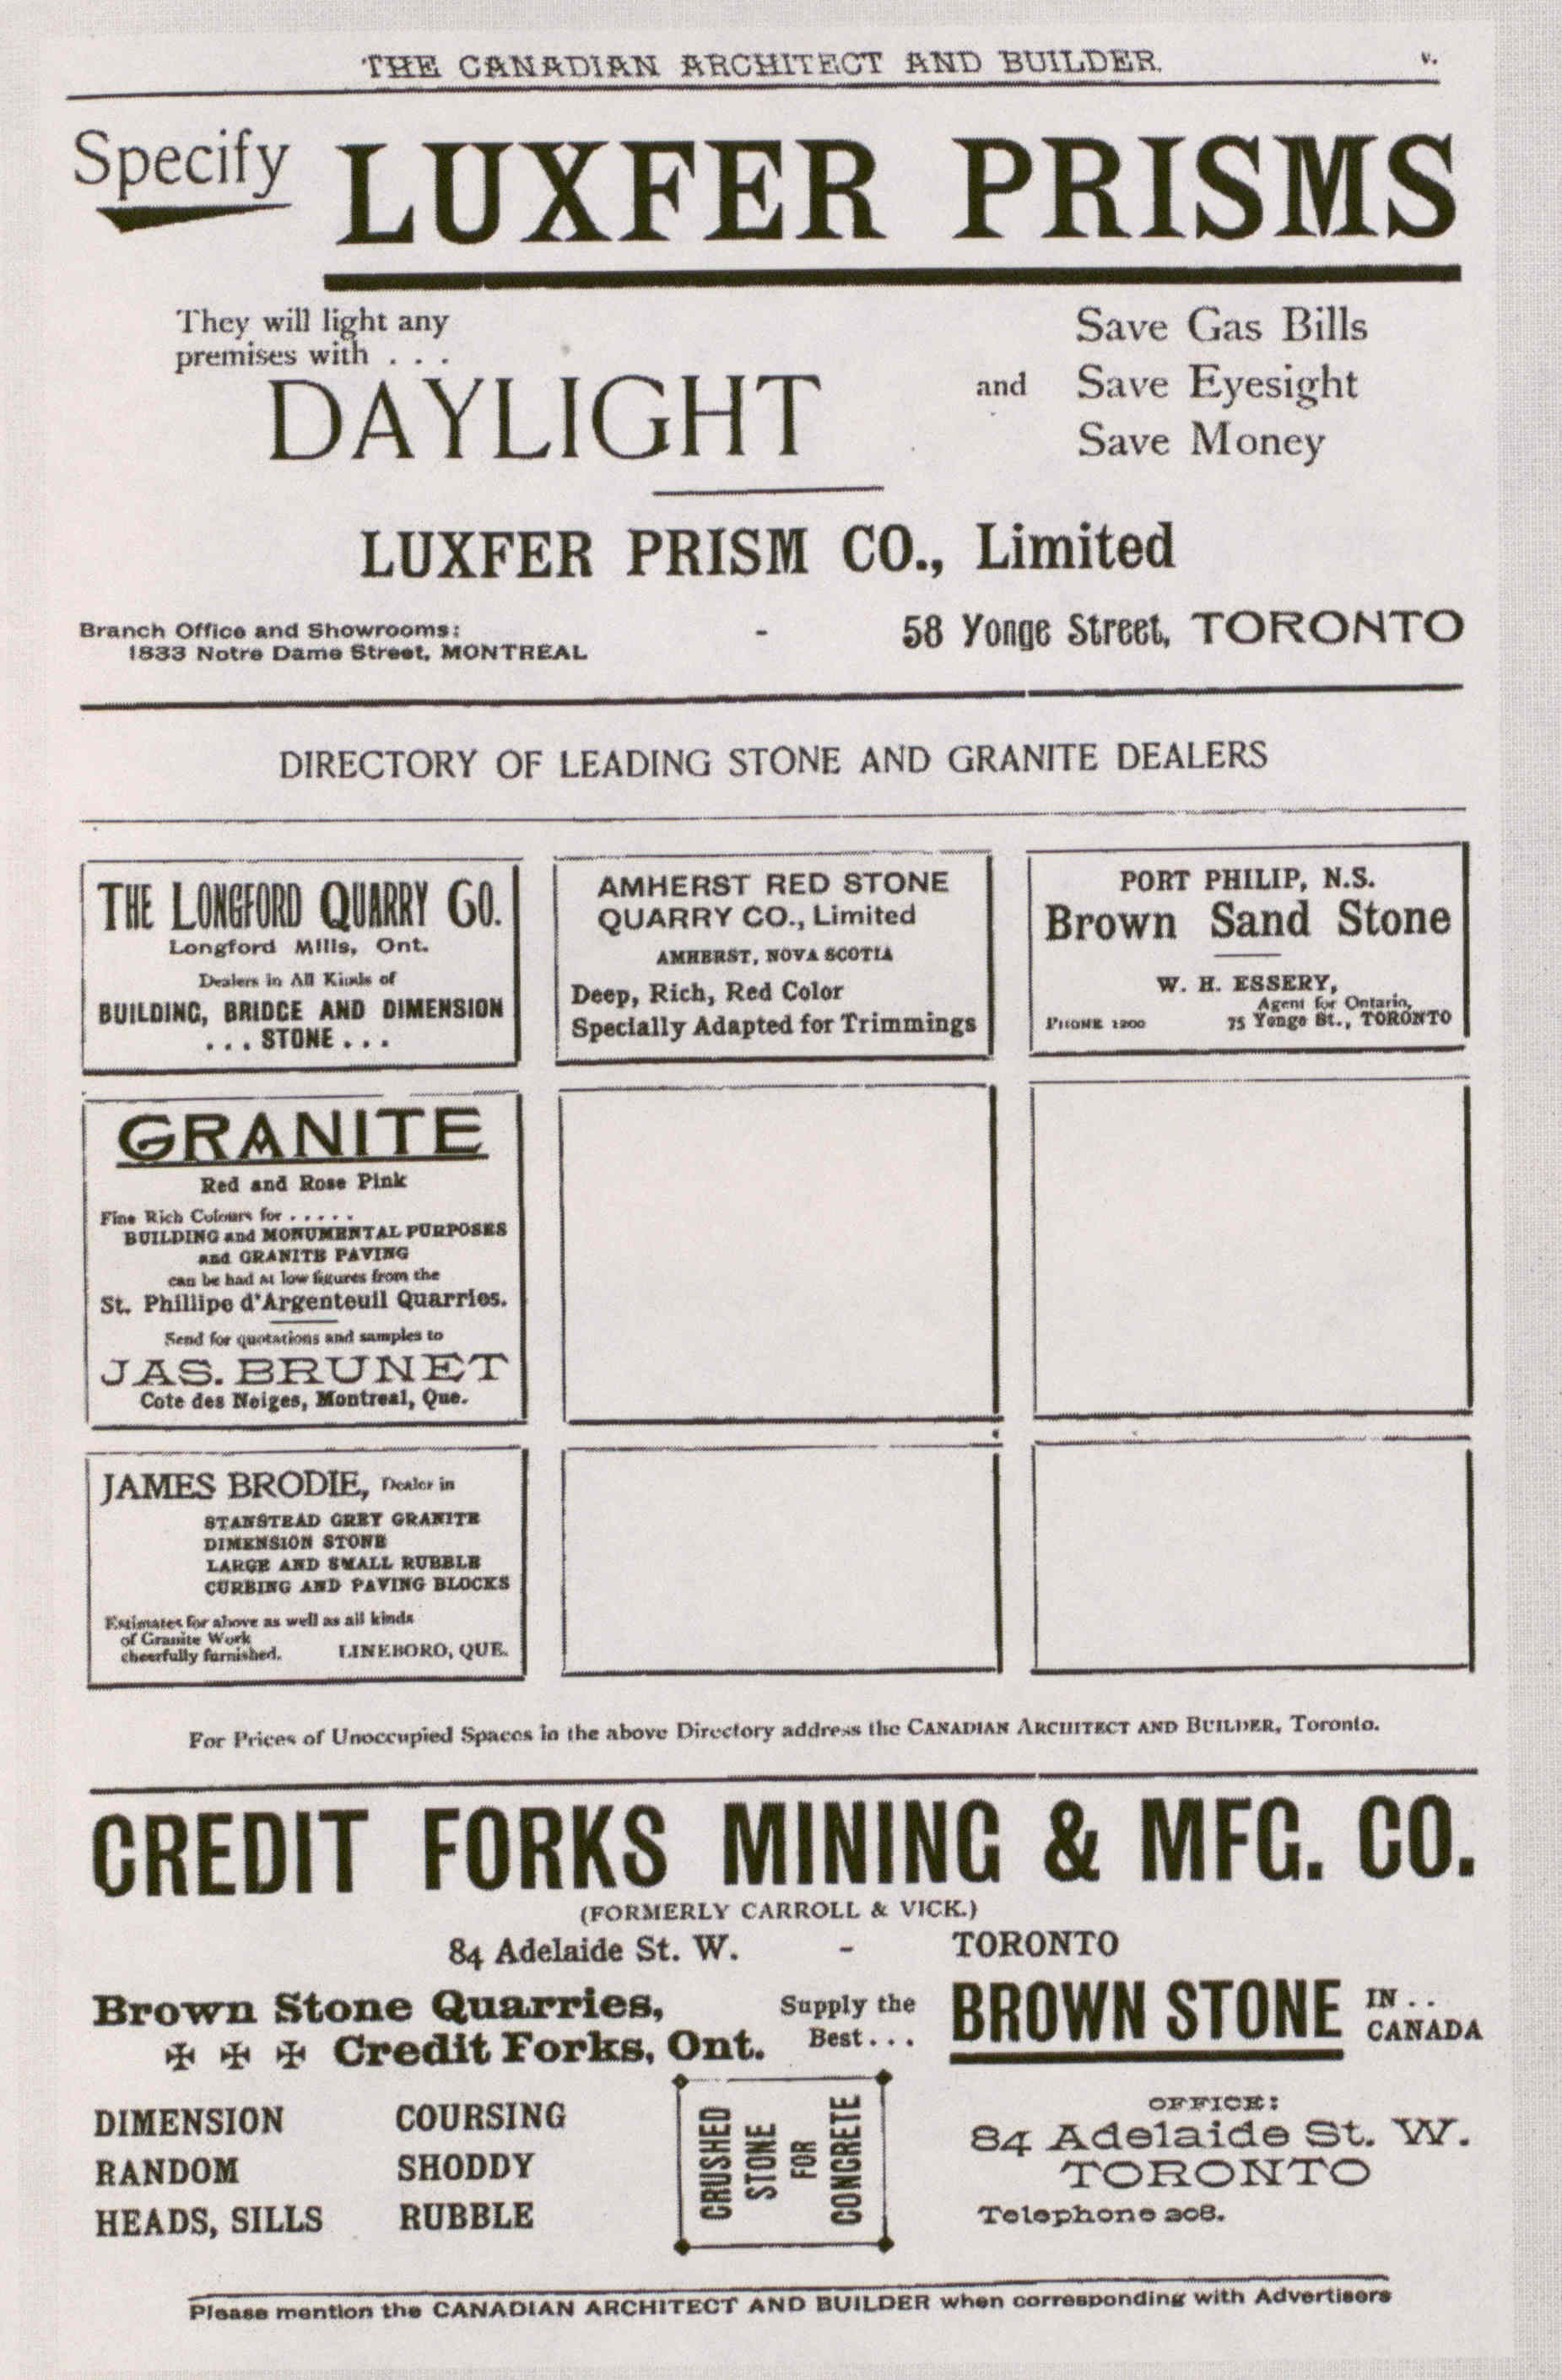 THE CANADIAN ARCHITECT AND BUILDER. v.
Specify LUXFER PRISMS
They will light any
premises with . . .
DAYLIGHT
Save Gas Bills
and Save Eyesight
Save Money
LUXFER PRISM CO., Limited
Branch Office and Showrooms:
1833 Notre Dame Street, MONTREAL
- 58 Yonge Street, TORONTO
DIRECTORY OF LEADING STONE AND GRANITE DEALERS
THE LONGFORD QUARRY CO.
Longford Mills, Ont.
Dealers in All Kinds of
BUILDING, BRIDGE AND DIMENSION
. . . STONE . . .
AMHERST RED STONE
QUARRY CO., Limited
AMHERST, NOVA SCOTIA
Deep, Rich, Red Color
Specially Adapted for Trimmings
PORT PHILIP, N.S.
Brown Sand Stone
W. H. ESSERY,
Agent for Ontario,
PHONE 1200 75 Yonge St., TORONTO
GRANITE
Red and Rose Pink
Fine Rich Colours for . . . . .
BUILDING and MONUMENTAL PURPOSES
and GRANITE PAVING
can be had at low figures from the
St. Phillipe d'Argenteuil Quarries.
Send for quotations and samples to
JAS. BRUNET
Cote des Neiges, Montreal, Que.
JAMES BRODIE, Dealer in
STANSTEAD GREY GRANITE
DIMENSION STONE
LARGE AND SMALL RUBBLE
CURBING AND PAVING BLOCKS
Estimates for above as well as all kinds
of Granite Work
cheerfully furnished. LINEBORO, QUE.
For Prices of Unoccupied Spaces in the above Directory address the CANADIAN ARCHITECT AND BUILDER, Toronto.
CREDIT FORKS MINING & MFG. CO.
(FORMERLY CARROLL & VICK.)
84 Adelaide St. W. - TORONTO
Brown Stone Quarries,
✠ ✠ ✠ Credit Forks, Ont.
Supply the
Best . . .
BROWN STONE
IN . .
CANADA
DIMENSION COURSING
RANDOM SHODDY
HEADS, SILLS RUBBLE
CRUSHED
STONE
FOR
CONCRETE
OFFICE:
84 Adelaide St. W.
TORONTO
Telephone 208.
Please mention the CANADIAN ARCHITECT AND BUILDER when corresponding with Advertisers